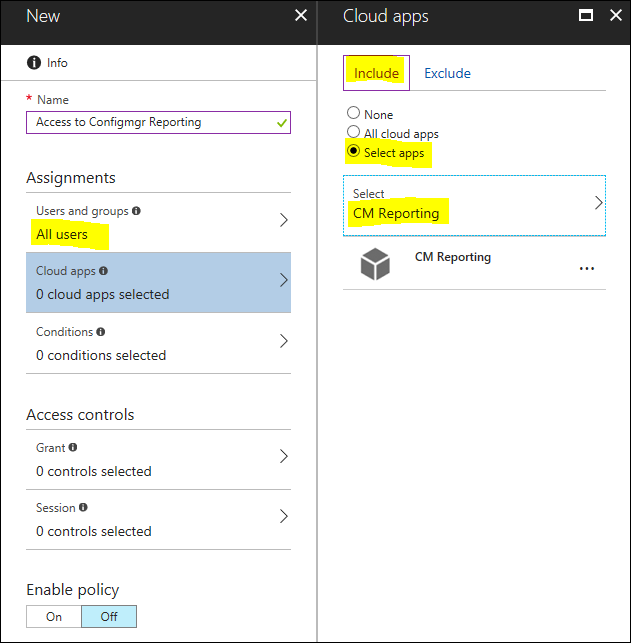 New
Info
* Name
Access to Configmgr Reporting
Assignments
Users and groups
All users
Cloud apps
0 cloud apps selected
Conditions
0 conditions selected
Access controls
Grant
0 controls selected
Session
0 controls selected
Enable policy
On Off
Cloud apps
Include Exclude
None
All cloud apps
Select apps
Select
CM Reporting
CM Reporting